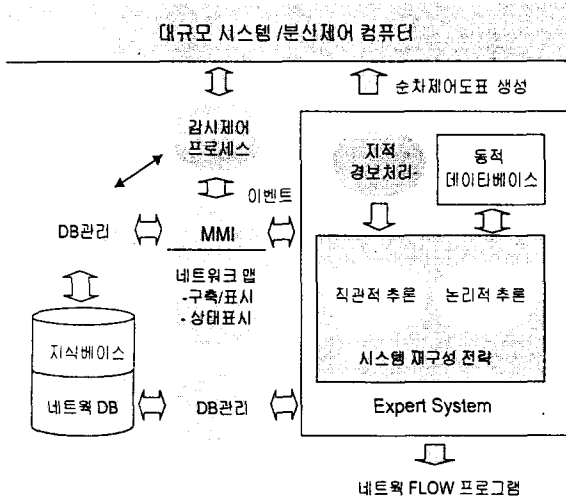 대규모 시스템 /분산제어 컴퓨터
순차제어도표 생성
감시제어
프로세스
지적
경보처리
동적
데이타베이스
이벤트
DB관리
MMI
네트워크 맵
-구축/표시
-상태표시
직관적 추론
논리적 추론
시스템 재구성 전략
지식베이스
네트웍 DB
DB관리
Expert System
네트웍 FLOW 프로그램